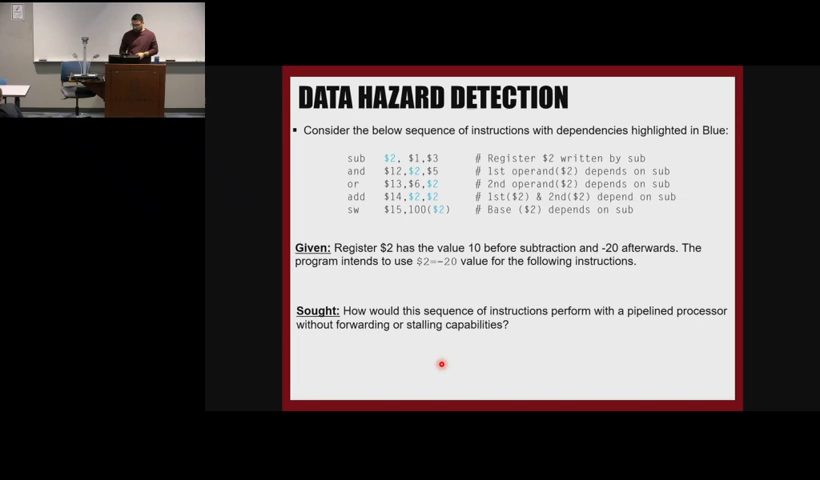 DATA HAZARD DETECTION
▪ Consider the below sequence of instructions with dependencies highlighted in Blue:
sub $2, $1,$3 # Register $2 written by sub
and $12,$2,$5 # 1st operand($2) depends on sub
or $13,$6,$2 # 2nd operand($2) depends on sub
add $14,$2,$2 # 1st($2) & 2nd($2) depend on sub
sw $15,100($2) # Base ($2) depends on sub
Given: Register $2 has the value 10 before subtraction and -20 afterwards. The
program intends to use $2=-20 value for the following instructions.
Sought: How would this sequence of instructions perform with a pipelined processor
without forwarding or stalling capabilities?